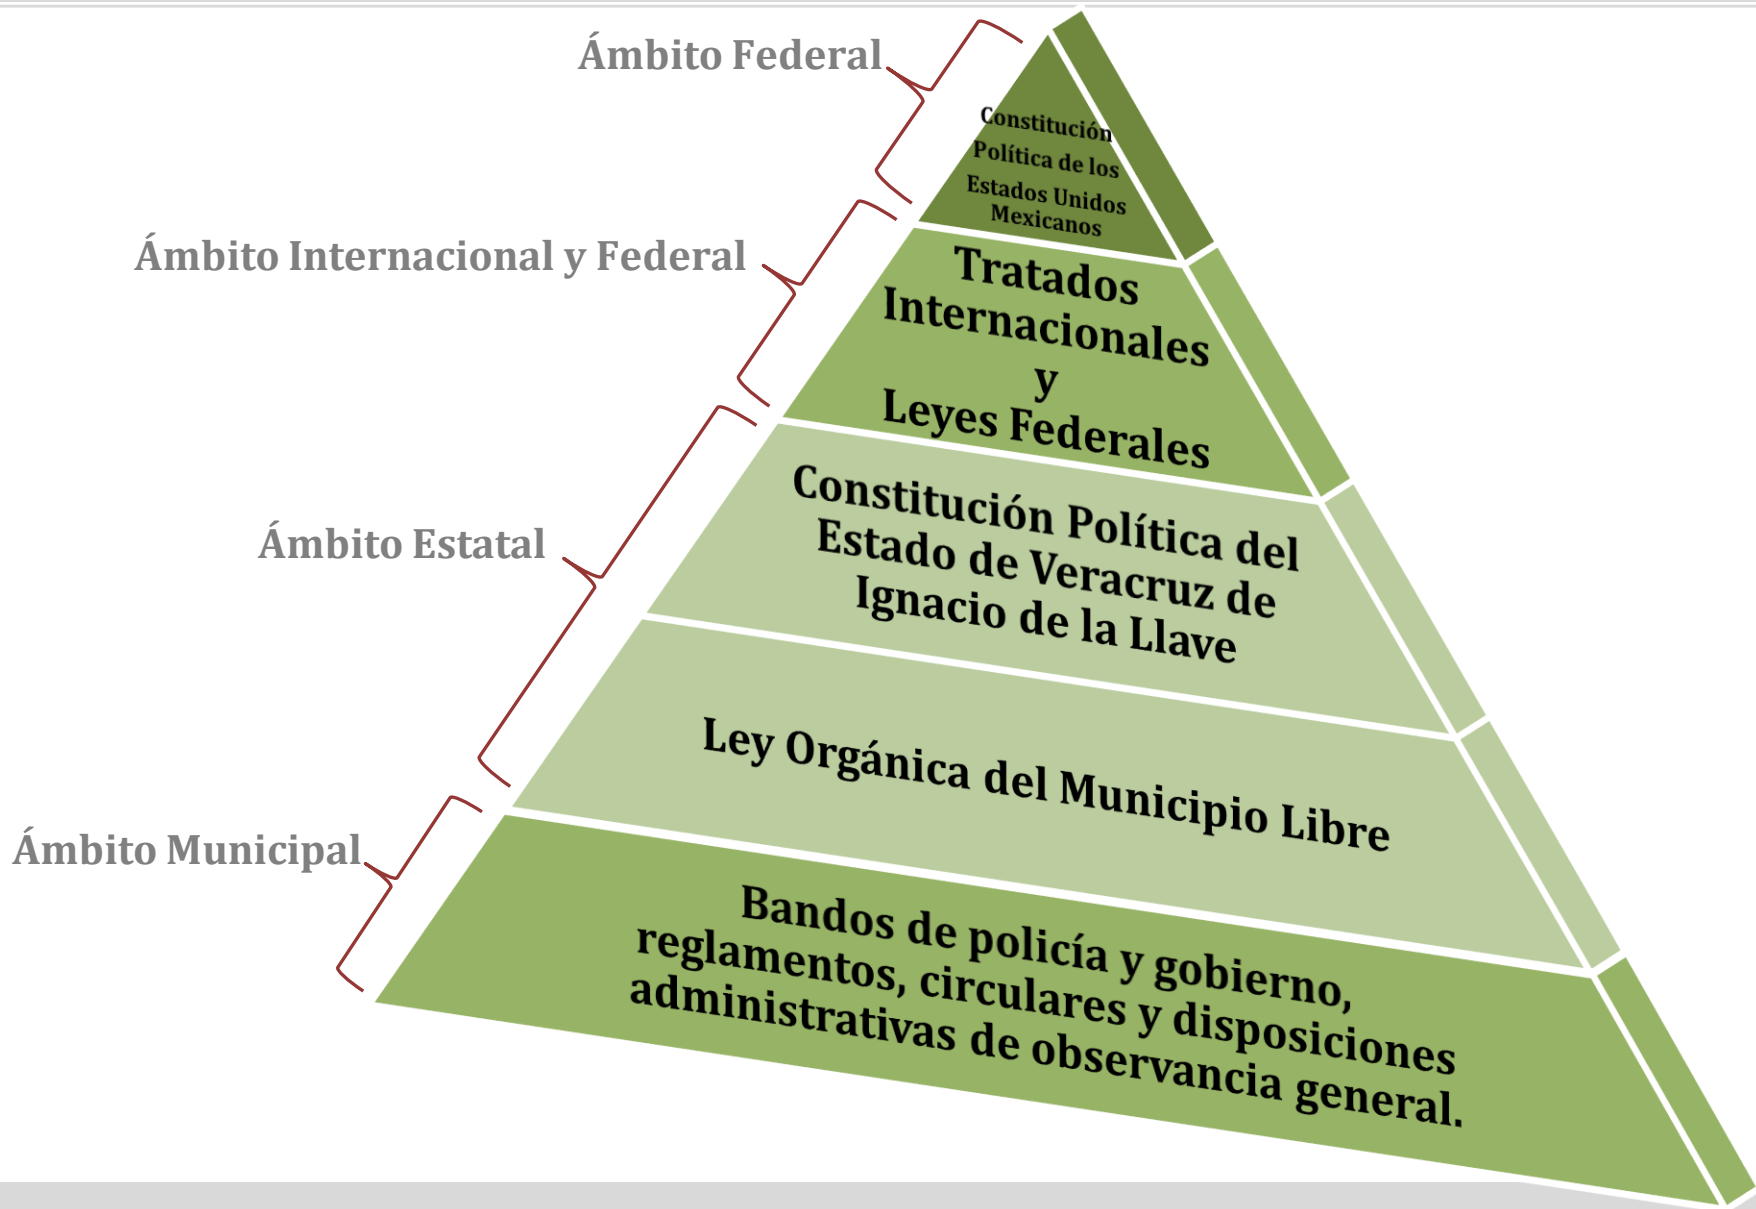 Ámbito Federal
Constitución
Política de los
Estados Unidos
Mexicanos
Ámbito Internacional y Federal
Tratados
Internacionales
y
Leyes Federales
Ámbito Estatal
Constitución Política del
Estado de Veracruz de
Ignacio de la Llave
Ley Orgánica del Municipio Libre
Ámbito Municipal
Bandos de policía y gobierno,
reglamentos, circulares y disposiciones
administrativas de observancia general.